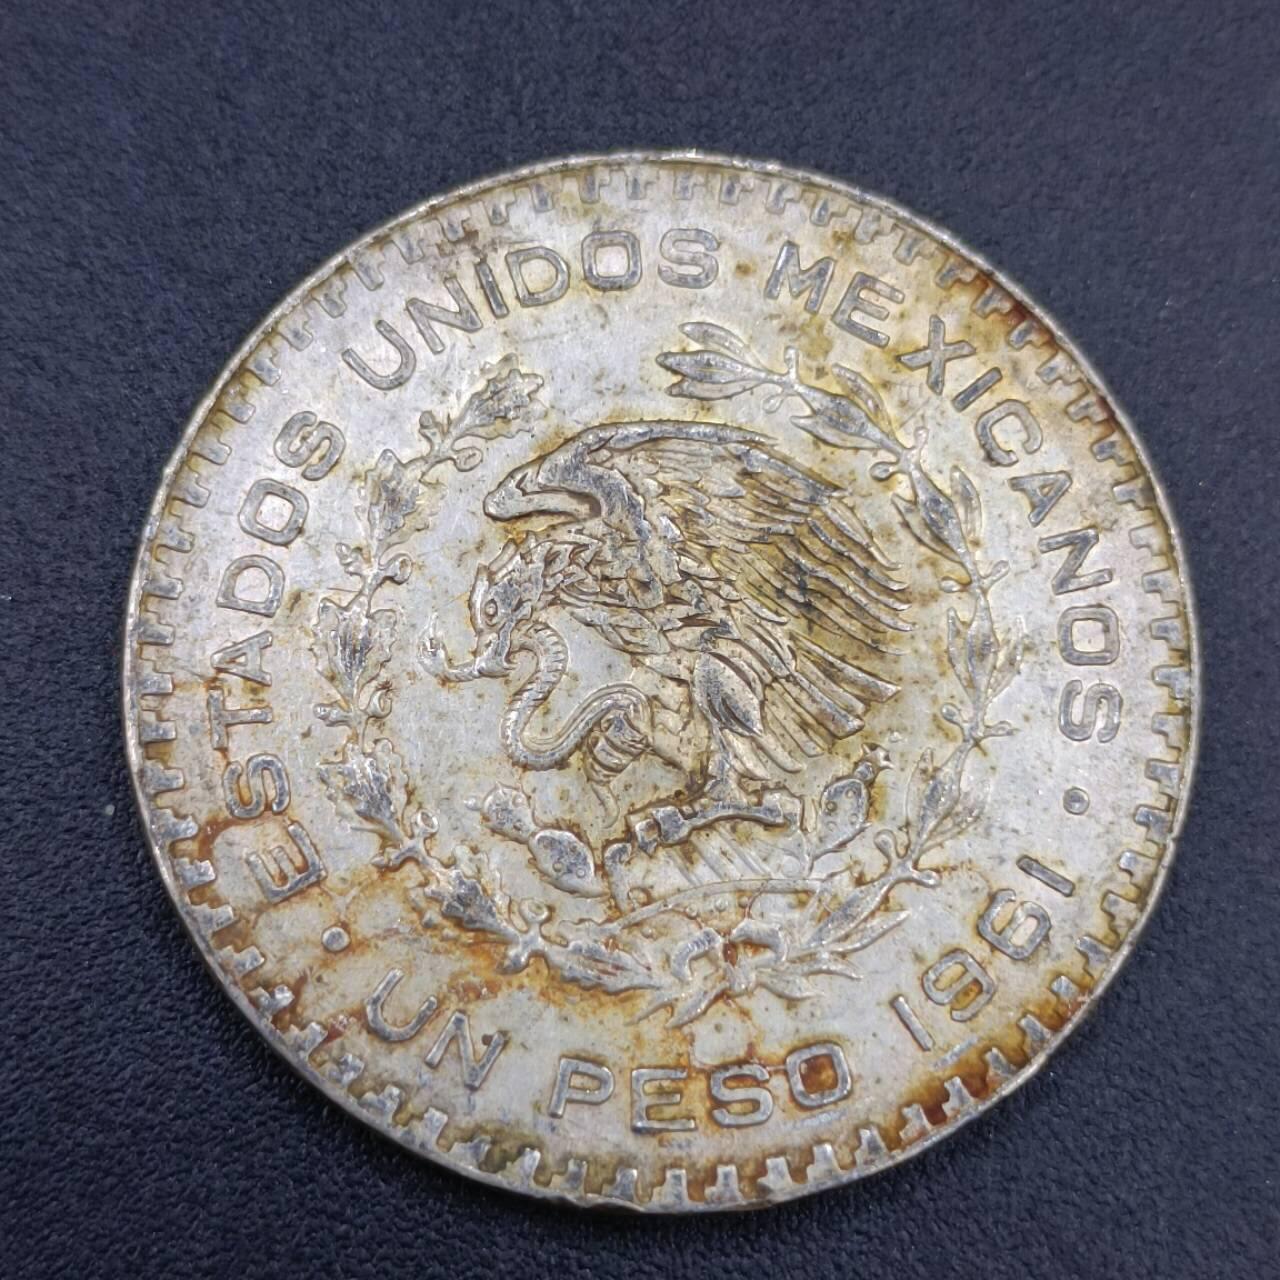 ESTADOS UNIDOS MEXICANOS
· UN PESO 1961 ·